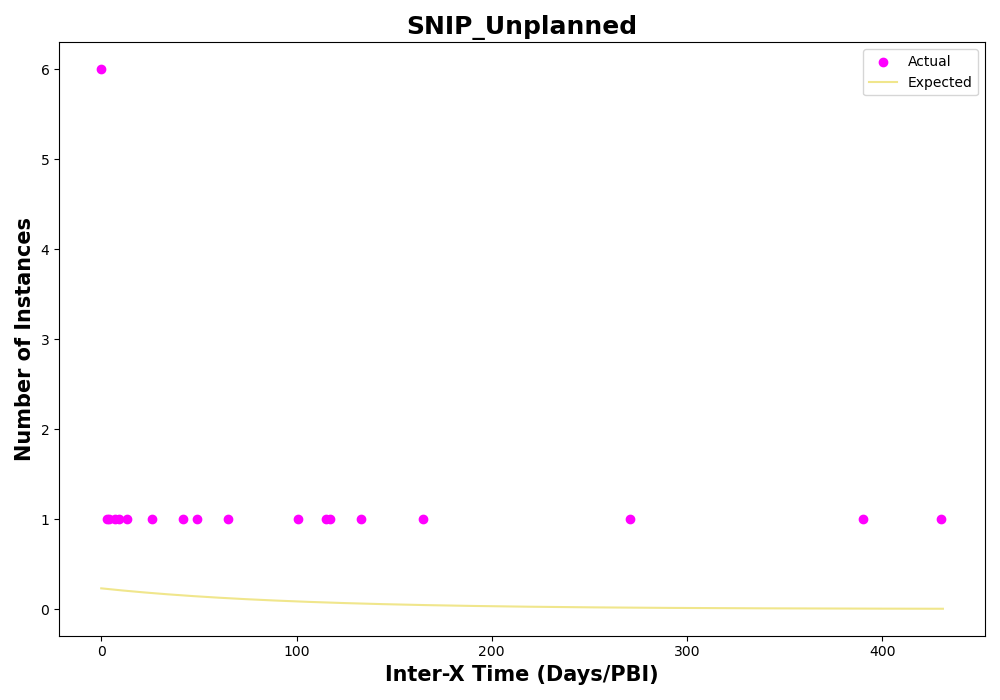 SNIP_Unplanned
Actual
Expected
Number of Instances
6
5
4
3
2
1
0
0
100
200
300
400
Inter-X Time (Days/PBI)